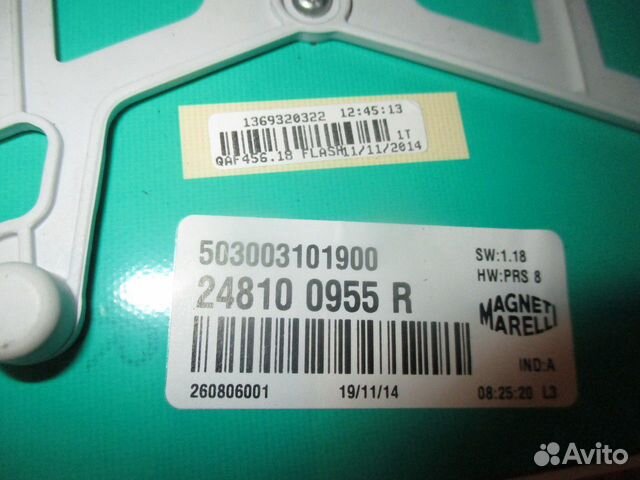 1369320322 12:45:13
1T
QAF456.18 FLASH 11/11/2014
503003101900
SW:1.18
HW:PRS 8
24810 0955 R
MAGNETI MARELLI
IND:A
260806001 19/11/14 08:25:20 L3
Avito